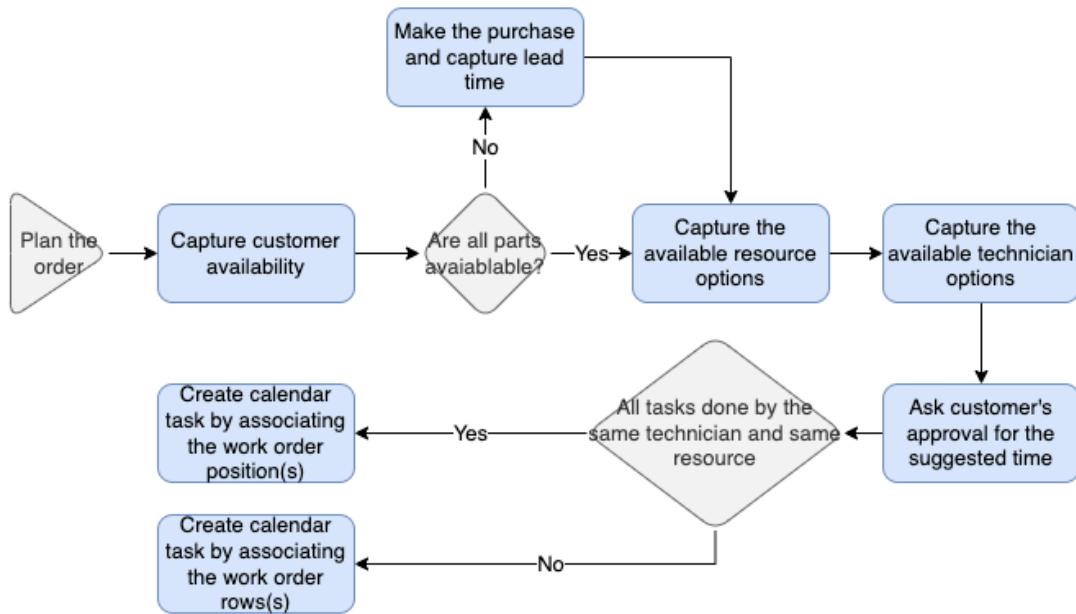 Make the purchase
and capture lead
time
No
Plan the
order
Capture customer
availability
Are all parts
avaiablable?
Yes
Capture the
available resource
options
Capture the
available technician
options
Ask customer's
approval for the
suggested time
All tasks done by the
same technician and same
resource
Yes
Create calendar
task by associating
the work order
position(s)
No
Create calendar
task by associating
the work order
rows(s)